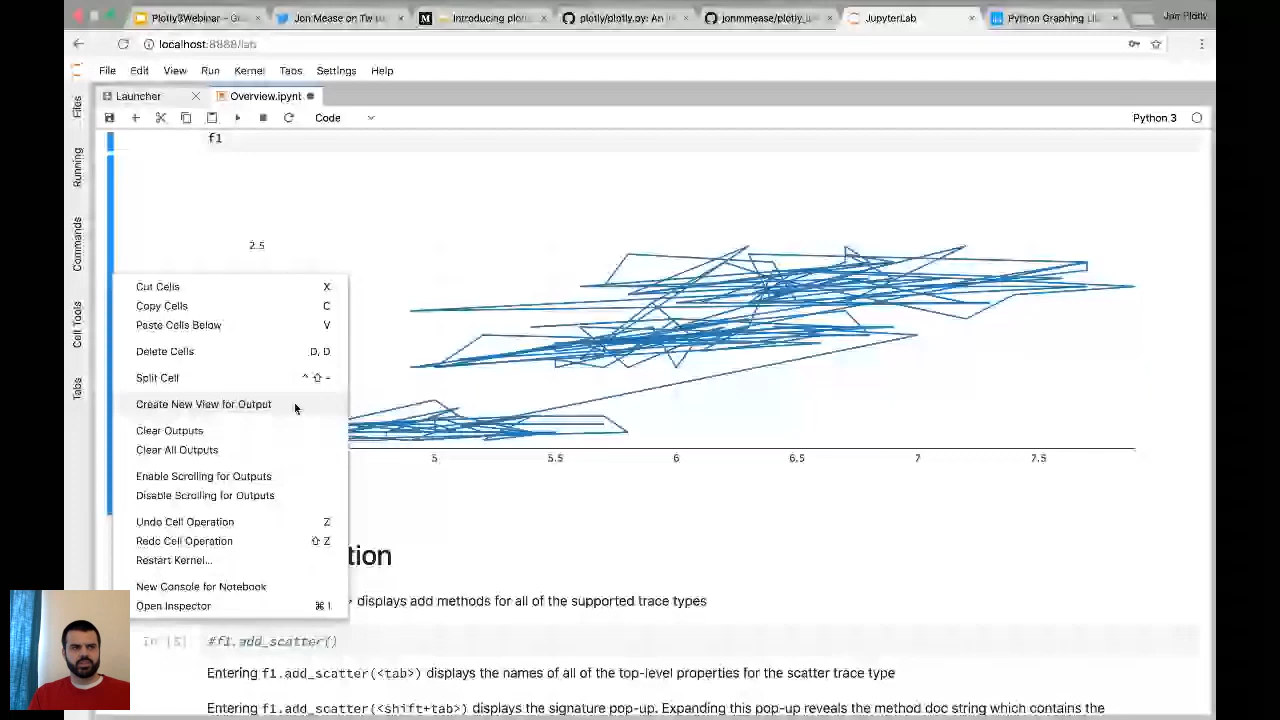 Plotly3Webinar – G
Jon Mease on Tw
Introducing plot
plotly/plotly.py: An
jonmmease/plotly_
JupyterLab
Python Graphing Li
Jon Plotly
localhost:8888/lab
File Edit View Run Kernel Tabs Settings Help
Launcher
Overview.ipynb
Code
Python 3
Files
Running
Commands
Cell Tools
Tabs
f1
2.5
Cut Cells X
Copy Cells C
Paste Cells Below V
Delete Cells D, D
Split Cell ^ ⇧ -
Create New View for Output
Clear Outputs
Clear All Outputs
Enable Scrolling for Outputs
Disable Scrolling for Outputs
Undo Cell Operation Z
Redo Cell Operation ⇧ Z
Restart Kernel...
New Console for Notebook
Open Inspector ⌘ I
5 5.5 6 6.5 7 7.5
tion
displays add methods for all of the supported trace types
In [5] #f1.add_scatter()
Entering f1.add_scatter(<tab>) displays the names of all of the top-level properties for the scatter trace type
Entering f1.add_scatter(<shift+tab>) displays the signature pop-up. Expanding this pop-up reveals the method doc string which contains the